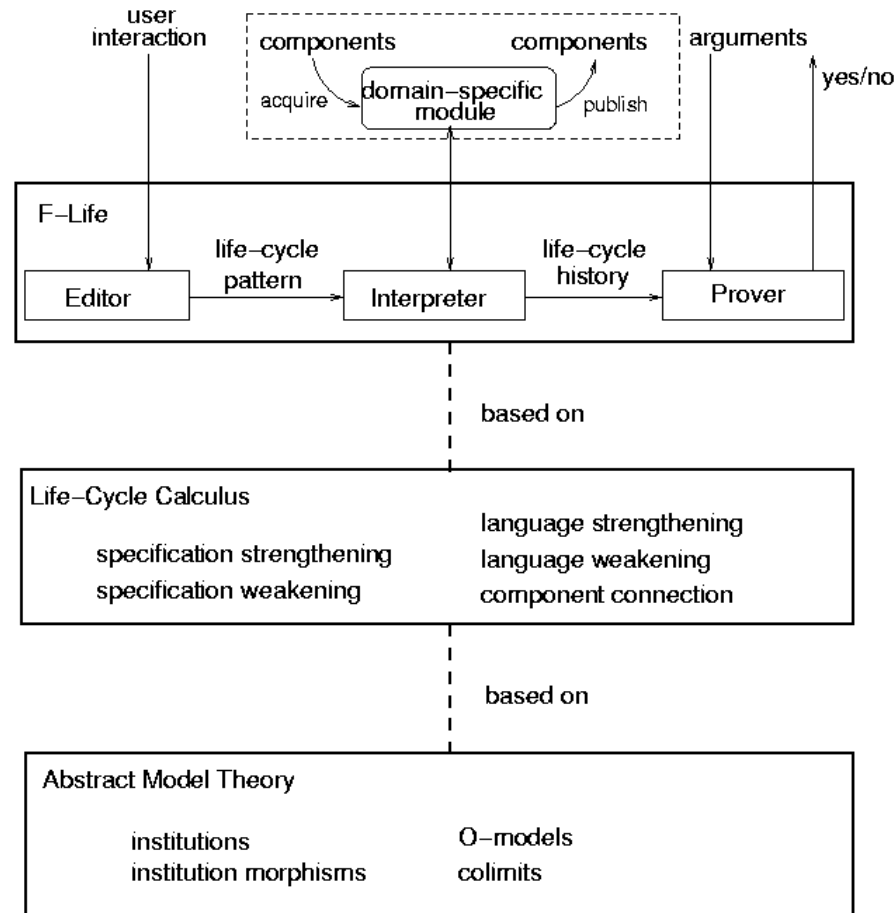 user
interaction
components
components
arguments
yes/no
acquire
domain-specific
module
publish
F-Life
life-cycle
pattern
life-cycle
history
Editor
Interpreter
Prover
based on
Life-Cycle Calculus
specification strengthening
specification weakening
language strengthening
language weakening
component connection
based on
Abstract Model Theory
institutions
institution morphisms
O-models
colimits